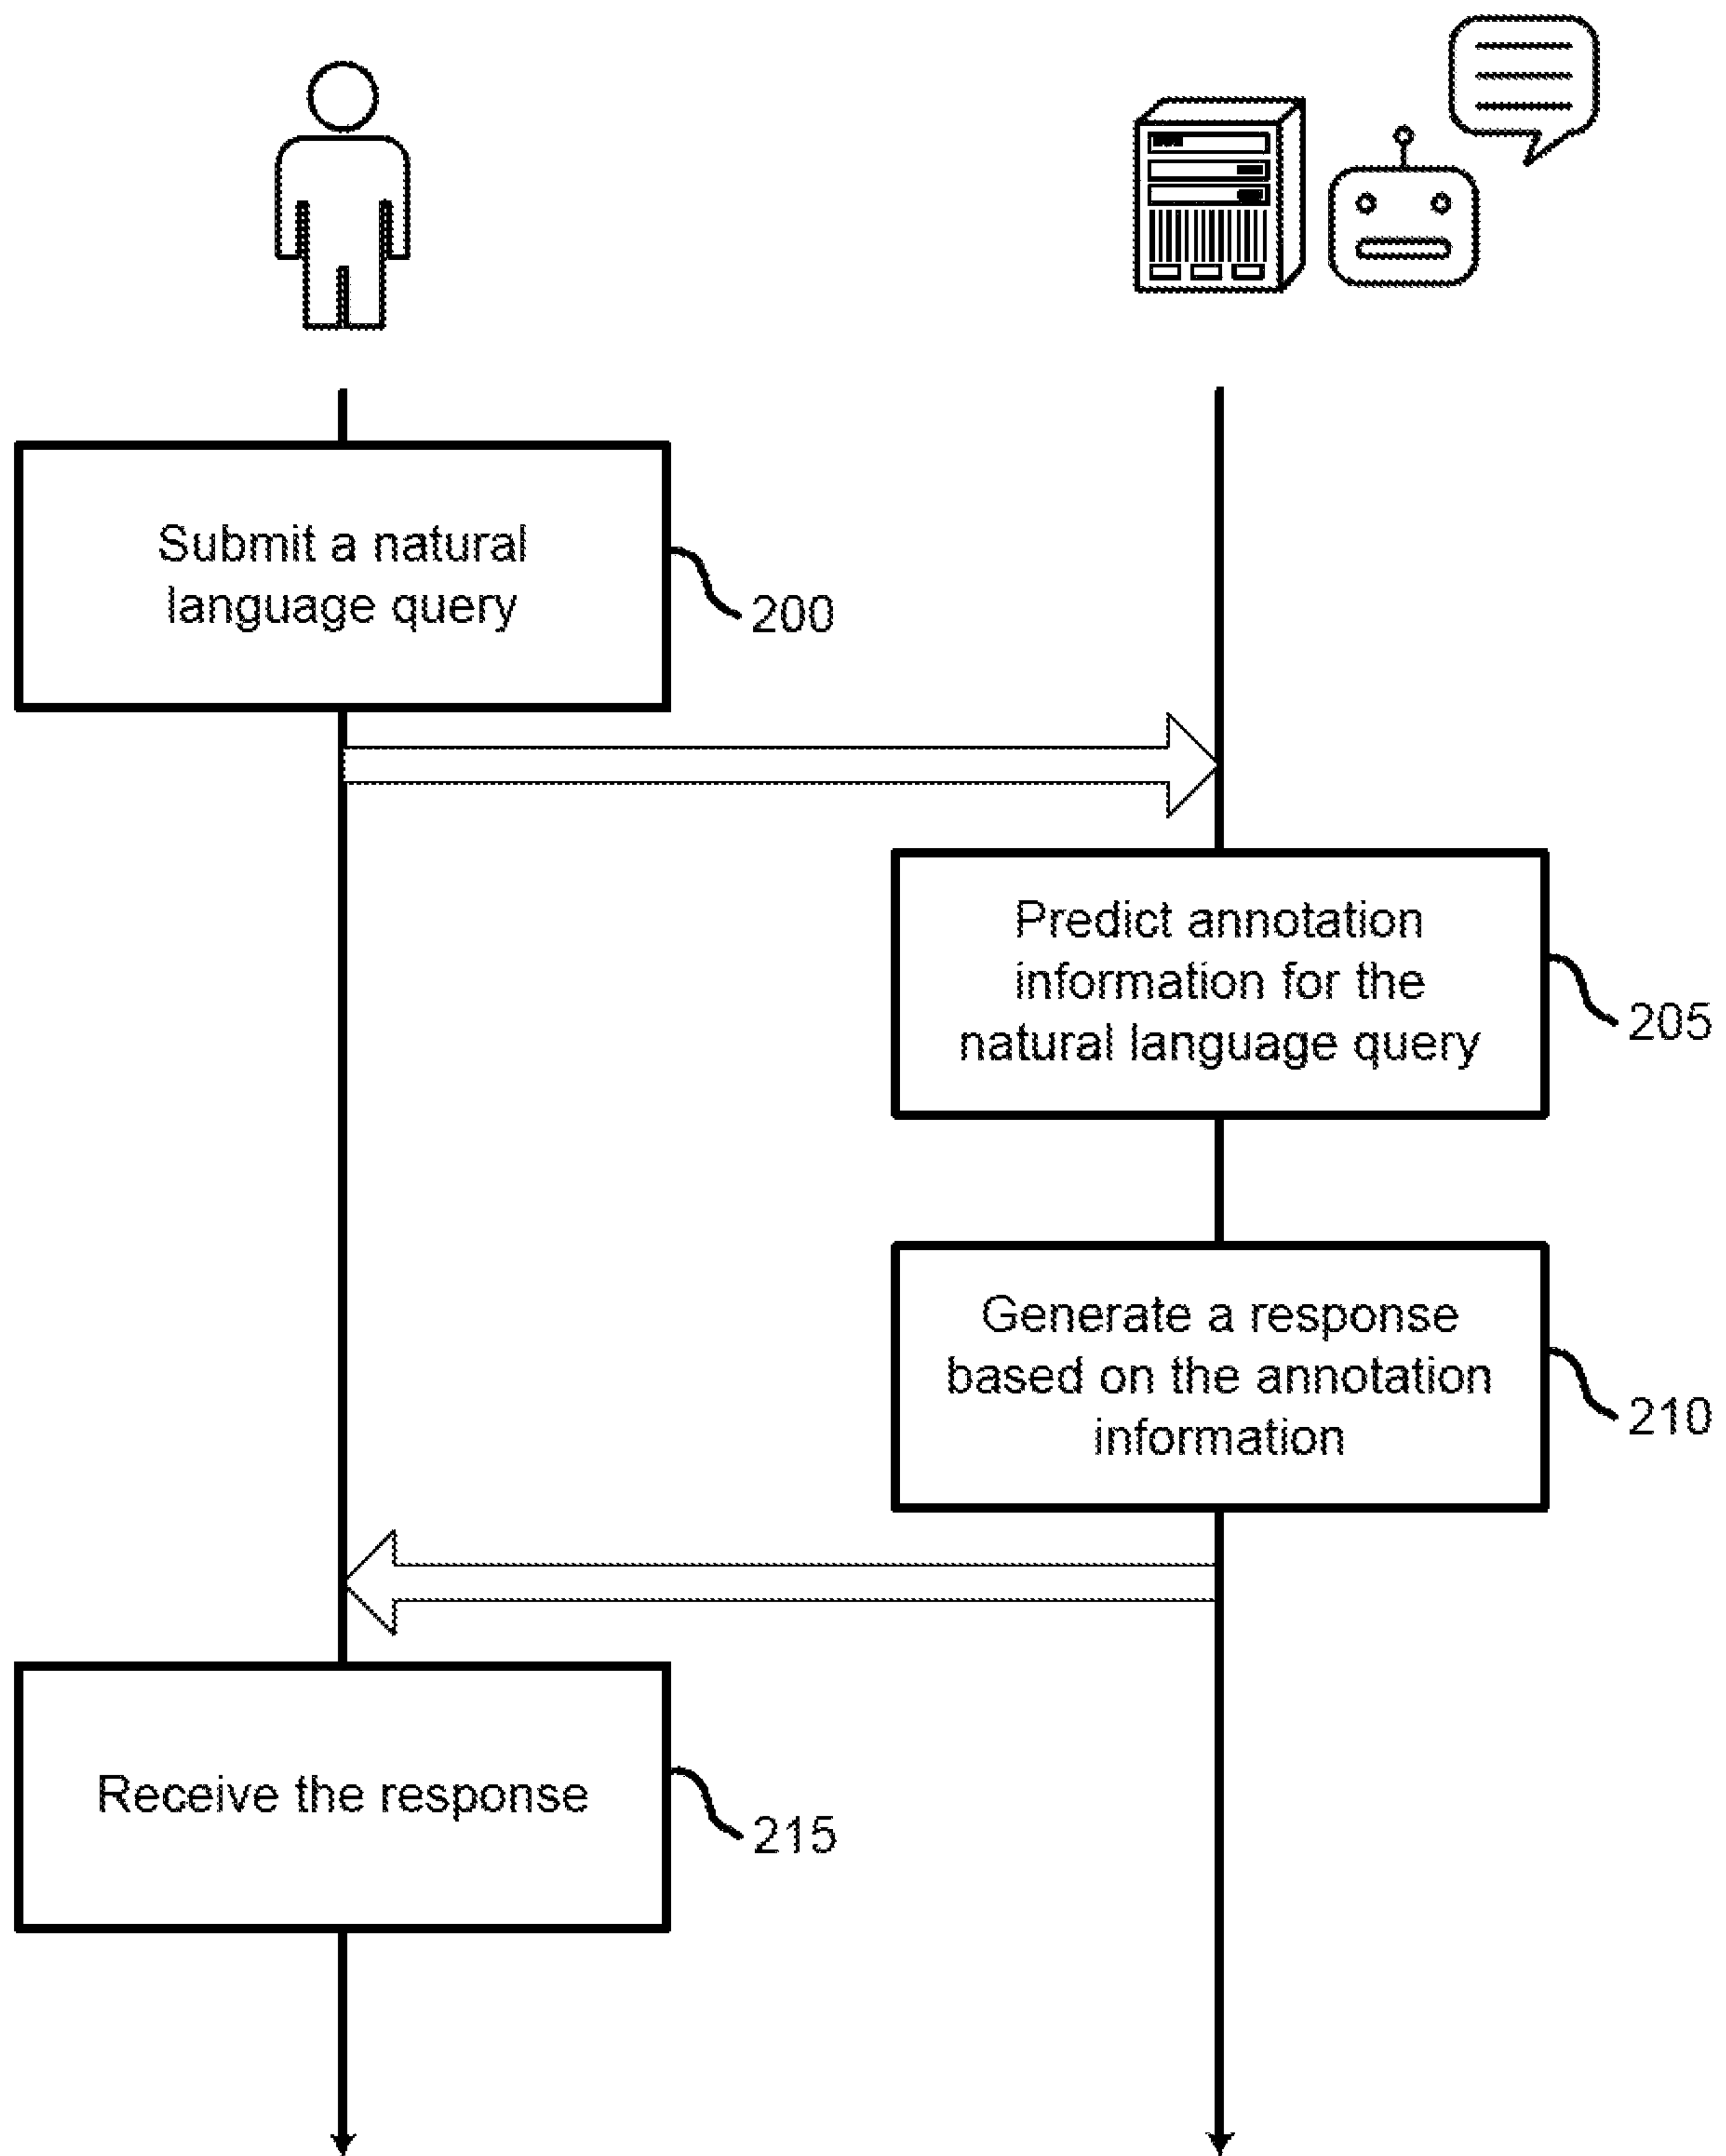 Submit a natural
language query
200
Predict annotation
information for the
natural language query
205
Generate a response
based on the annotation
information
210
Receive the response
215